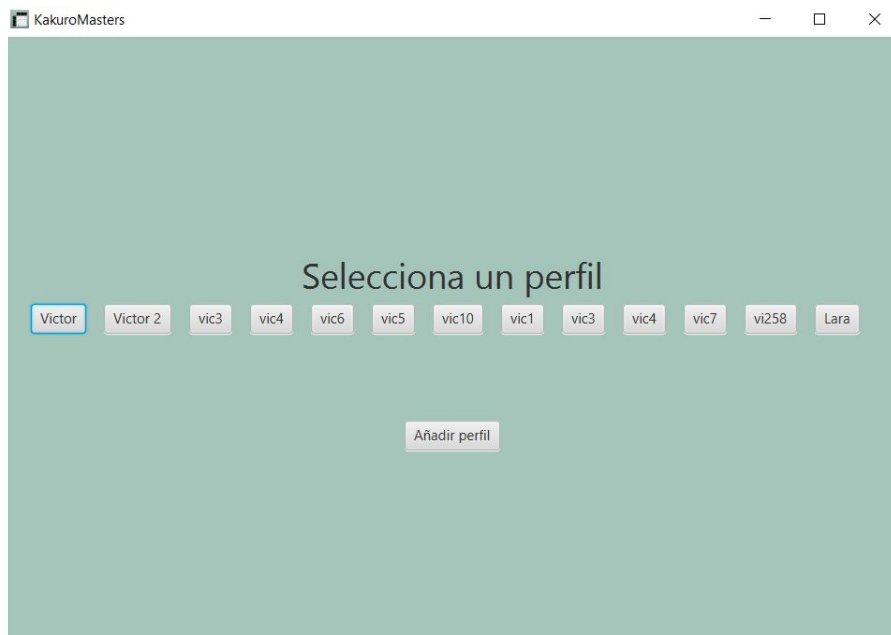 KakuroMasters
Selecciona un perfil
Victor Victor 2 vic3 vic4 vic6 vic5 vic10 vic1 vic3 vic4 vic7 vi258 Lara
Añadir perfil